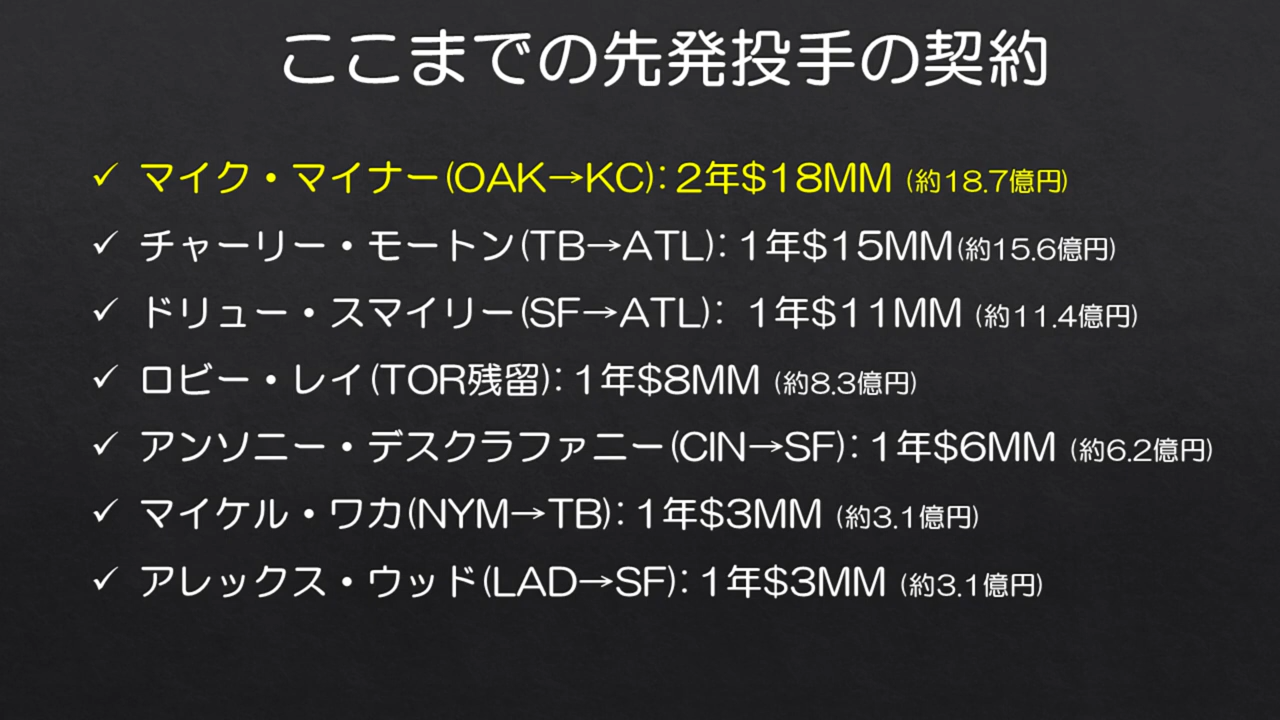 ここまでの先発投手の契約
✓ マイク・マイナー(OAK→KC): 2年$18MM (約18.7億円)
✓ チャーリー・モートン(TB→ATL): 1年$15MM(約15.6億円)
✓ ドリュー・スマイリー(SF→ATL): 1年$11MM (約11.4億円)
✓ ロビー・レイ(TOR残留): 1年$8MM (約8.3億円)
✓ アンソニー・デスクラファニー(CIN→SF): 1年$6MM (約6.2億円)
✓ マイケル・ワカ(NYM→TB): 1年$3MM (約3.1億円)
✓ アレックス・ウッド(LAD→SF): 1年$3MM (約3.1億円)